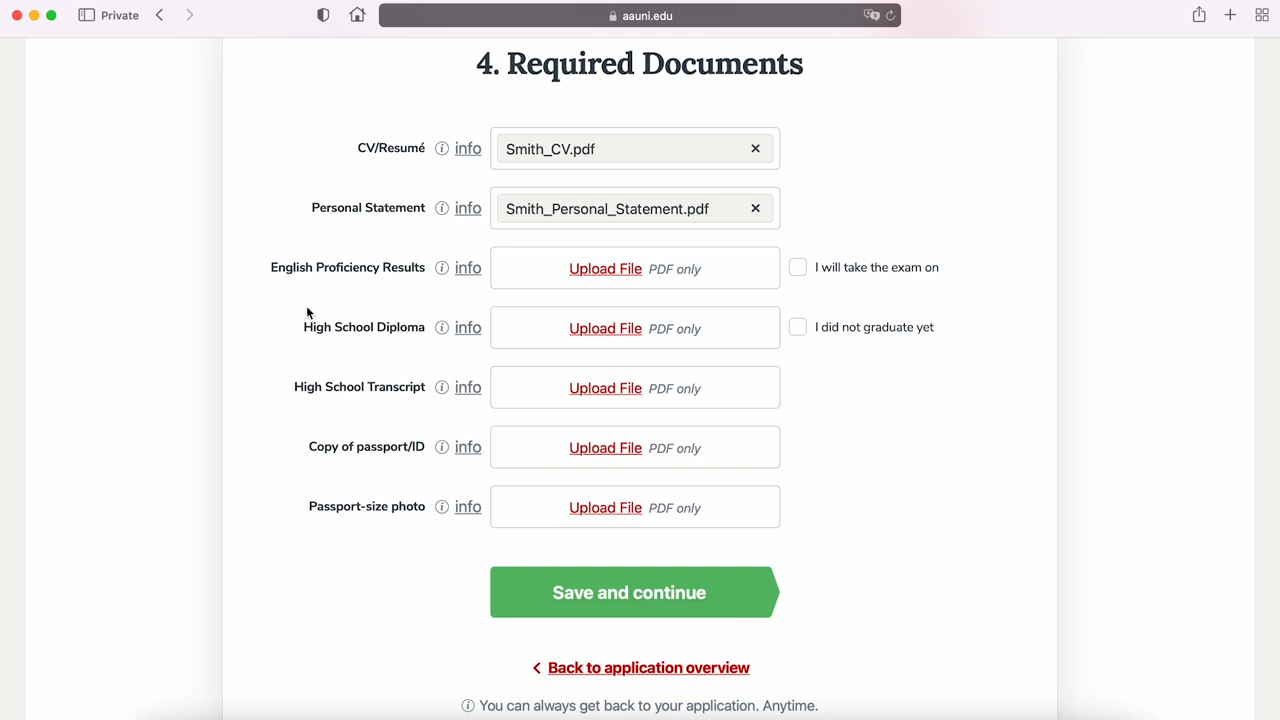 Private
aauni.edu
4. Required Documents
CV/Resumé info Smith_CV.pdf
Personal Statement info Smith_Personal_Statement.pdf
English Proficiency Results info Upload File PDF only I will take the exam on
High School Diploma info Upload File PDF only I did not graduate yet
High School Transcript info Upload File PDF only
Copy of passport/ID info Upload File PDF only
Passport-size photo info Upload File PDF only
Save and continue
Back to application overview
You can always get back to your application. Anytime.